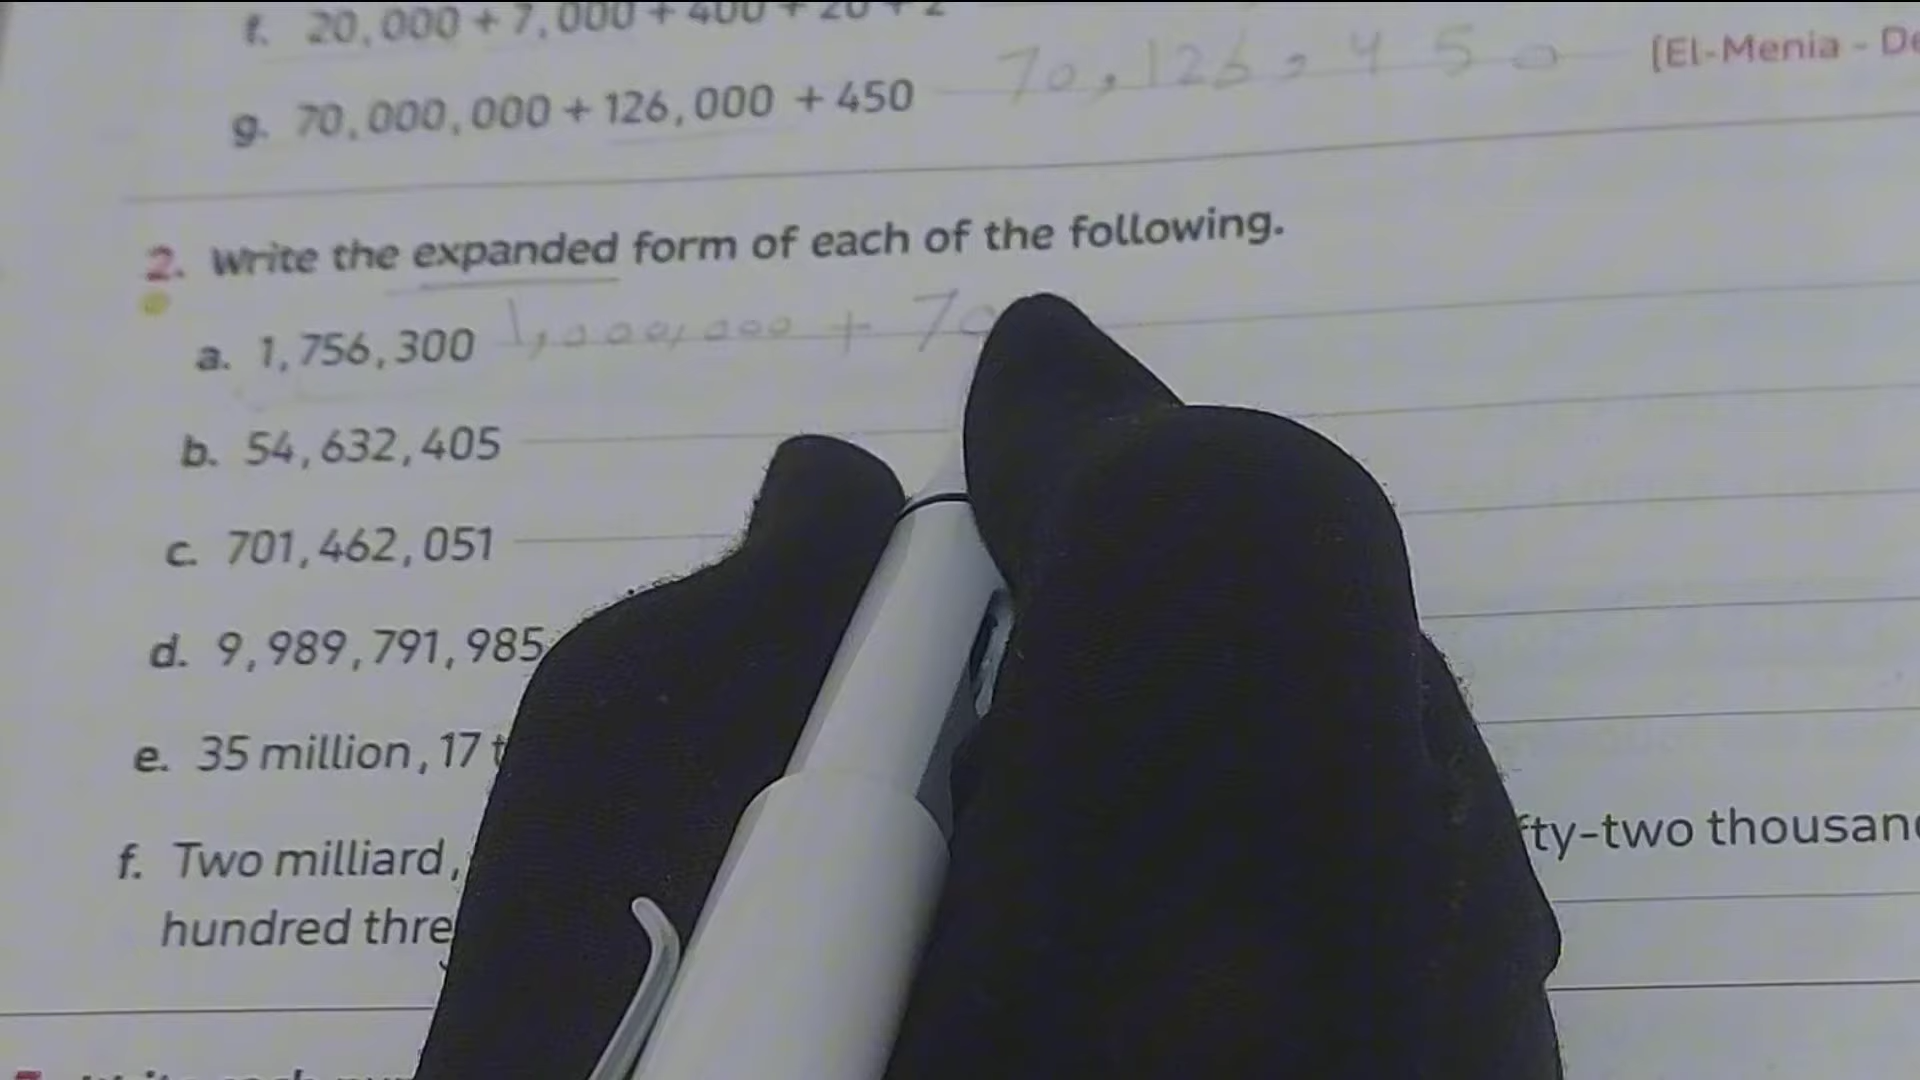 f. 20,000 + 7,000 + 400 + 20 + 2
g. 70,000,000 + 126,000 + 450 70,126,450 [El-Menia - De
2. Write the expanded form of each of the following.
a. 1,756,300 1,000,000 + 70
b. 54,632,405
c. 701,462,051
d. 9,989,791,985
e. 35 million, 17 t
f. Two milliard, fty-two thousand
hundred thre